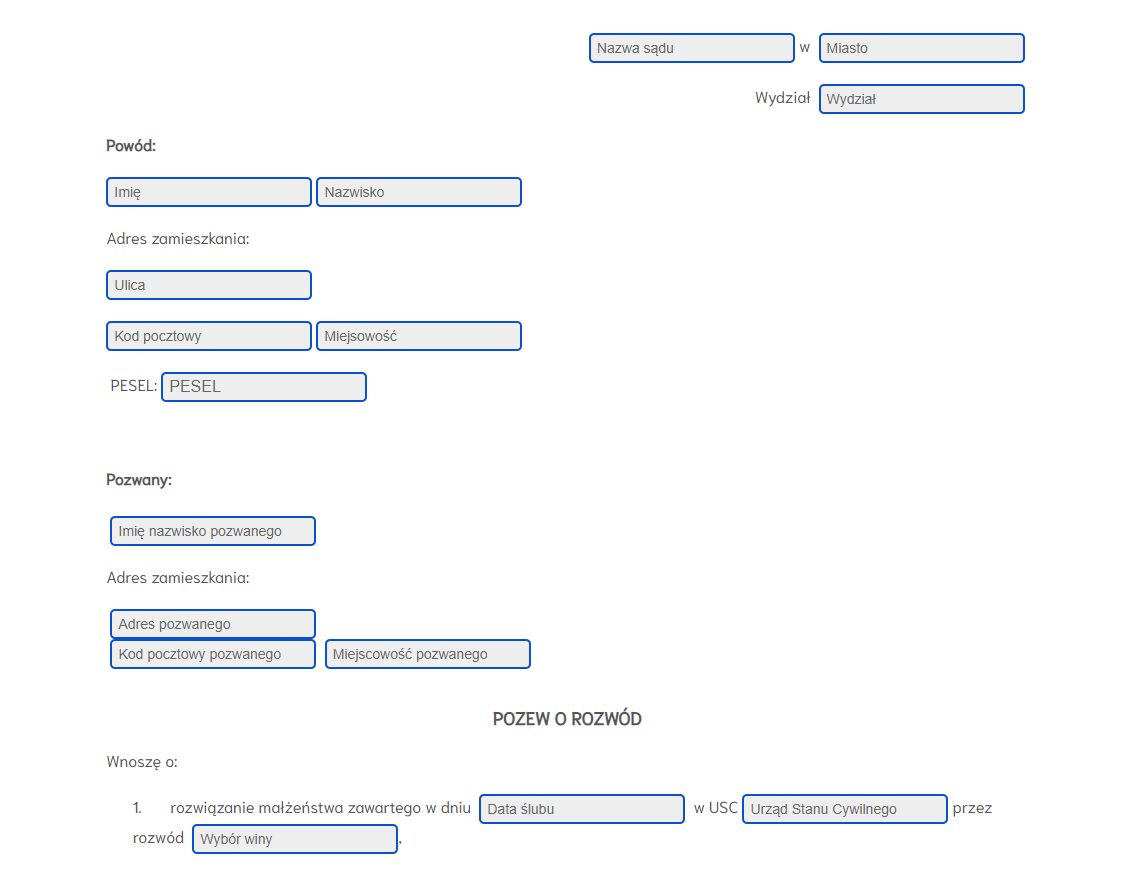 Nazwa sądu w Miasto
Wydział Wydział
Powód:
Imię Nazwisko
Adres zamieszkania:
Ulica
Kod pocztowy Miejsowość
PESEL: PESEL
Pozwany:
Imię nazwisko pozwanego
Adres zamieszkania:
Adres pozwanego
Kod pocztowy pozwanego Miejscowość pozwanego
POZEW O ROZWÓD
Wnoszę o:
1. rozwiązanie małżeństwa zawartego w dniu Data ślubu w USC Urząd Stanu Cywilnego przez
rozwód Wybór winy,